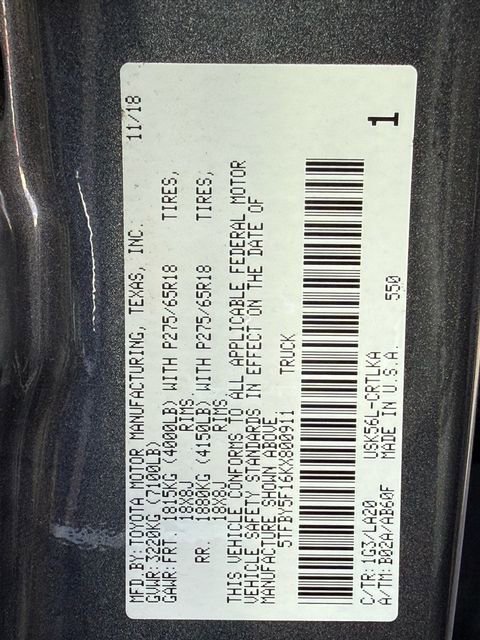 MFD.BY: TOYOTA MOTOR MANUFACTURING, TEXAS, INC. 11/18
GVWR: 3220KG (7100LB)
GAWR: FRT. 1815KG (4000LB) WITH P275/65R18 TIRES,
18X8J RIMS.
RR. 1880KG (4150LB) WITH P275/65R18 TIRES,
18X8J RIMS.
THIS VEHICLE CONFORMS TO ALL APPLICABLE FEDERAL MOTOR
VEHICLE SAFETY STANDARDS IN EFFECT ON THE DATE OF
MANUFACTURE SHOWN ABOVE.
5TFBY5F16KX800911 TRUCK
C/TR: 1G3/LA20 USK56L-CRTLKA
A/TM: B02A/AB60F MADE IN U.S.A. 550
1